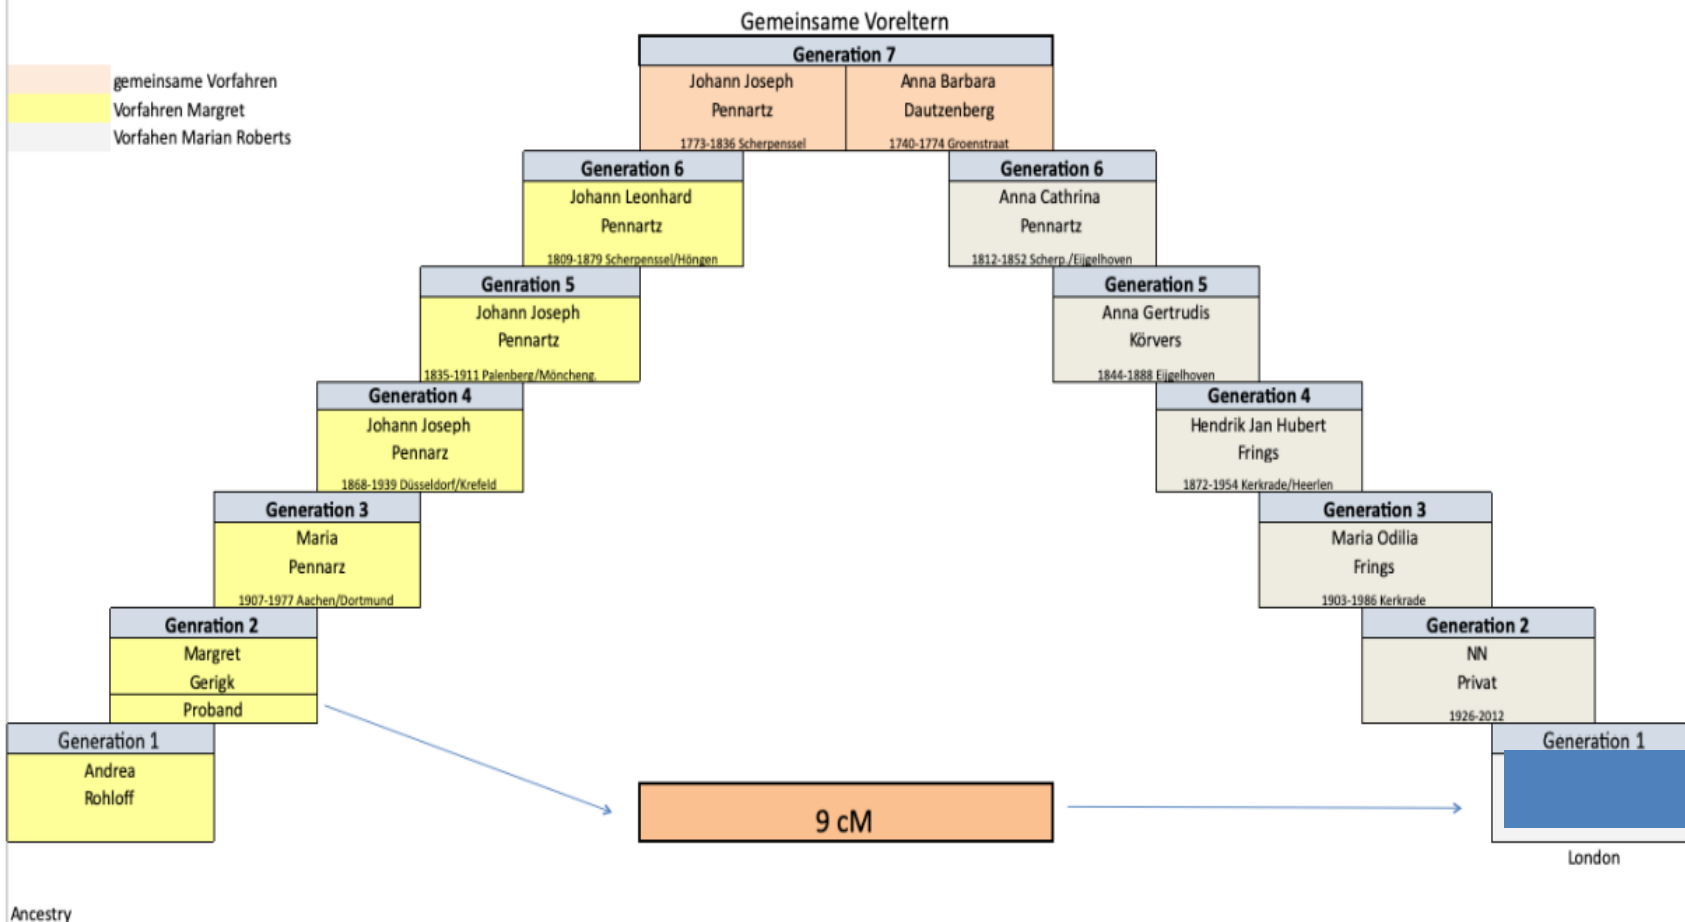 Gemeinsame Voreltern
Generation 7
gemeinsame Vorfahren
Vorfahren Margret
Vorfahen Marian Roberts
Johann Joseph
Pennartz
1773-1836 Scherpenssel
Anna Barbara
Dautzenberg
1740-1774 Groenstraat
Generation 6
Johann Leonhard
Pennartz
1809-1879 Scherpenssel/Höngen
Generation 6
Anna Cathrina
Pennartz
1812-1852 Scherp./Eijgelhoven
Genration 5
Johann Joseph
Pennartz
1835-1911 Palenberg/Möncheng.
Generation 5
Anna Gertrudis
Körvers
1844-1888 Eijgelhoven
Generation 4
Johann Joseph
Pennarz
1868-1939 Düsseldorf/Krefeld
Generation 4
Hendrik Jan Hubert
Frings
1872-1954 Kerkrade/Heerlen
Generation 3
Maria
Pennarz
1907-1977 Aachen/Dortmund
Generation 3
Maria Odilia
Frings
1903-1986 Kerkrade
Genration 2
Margret
Gerigk
Proband
Generation 2
NN
Privat
1926-2012
Generation 1
Andrea
Rohloff
9 cM
Generation 1
London
Ancestry